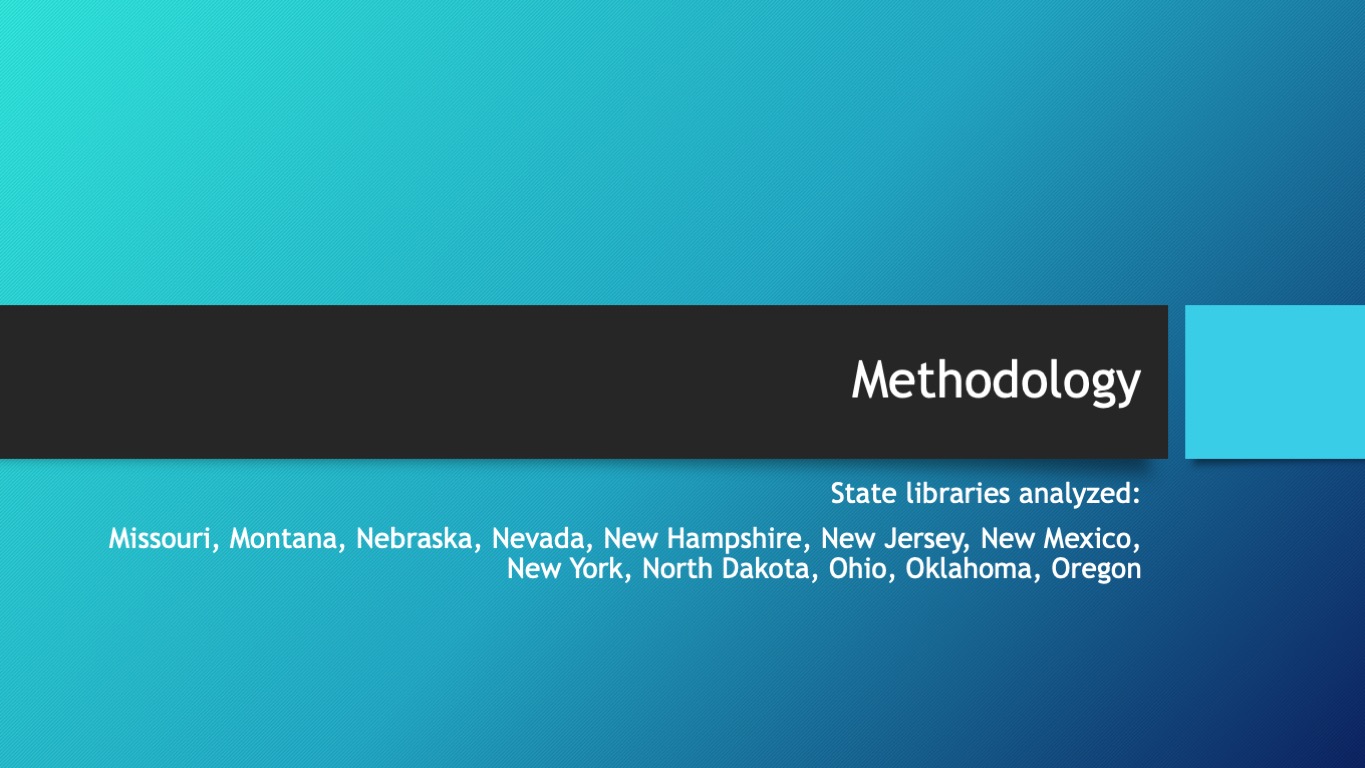 Methodology
State libraries analyzed:
Missouri, Montana, Nebraska, Nevada, New Hampshire, New Jersey, New Mexico,
New York, North Dakota, Ohio, Oklahoma, Oregon